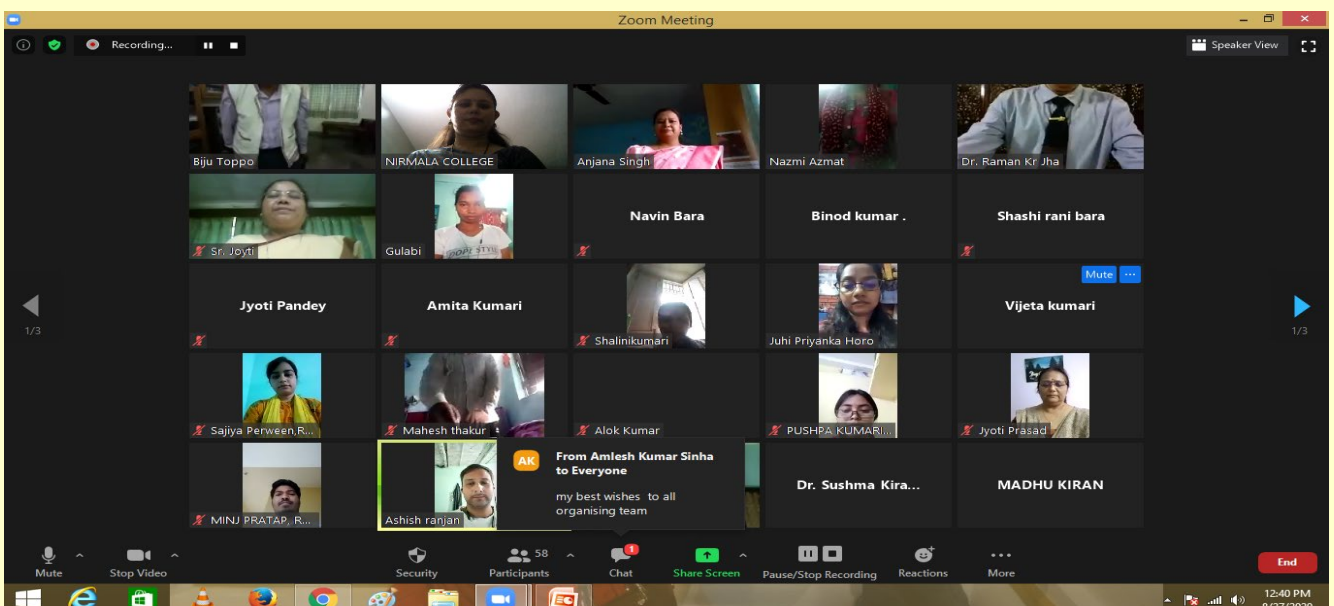 Zoom Meeting
Recording...
Speaker View
Biju Toppo
NIRMALA COLLEGE
Anjana Singh
Nazmi Azmat
Dr. Raman Kr Jha
Sr. Joyti
Gulabi
Navin Bara
Binod kumar .
Shashi rani bara
Jyoti Pandey
Amita Kumari
Shalinikumari
Juhi Priyanka Horo
Mute
Vijeta kumari
1/3
1/3
Sajiya Perween,R...
Mahesh thakur
Alok Kumar
PUSHPA KUMARI...
Jyoti Prasad
MINJ PRATAP, R...
Ashish ranjan
AK
From Amlesh Kumar Sinha
to Everyone
my best wishes to all
organising team
Dr. Sushma Kira...
MADHU KIRAN
Mute
Stop Video
Security
58
Participants
1
Chat
Share Screen
Pause/Stop Recording
Reactions
More
End
12:40 PM
8/27/2020